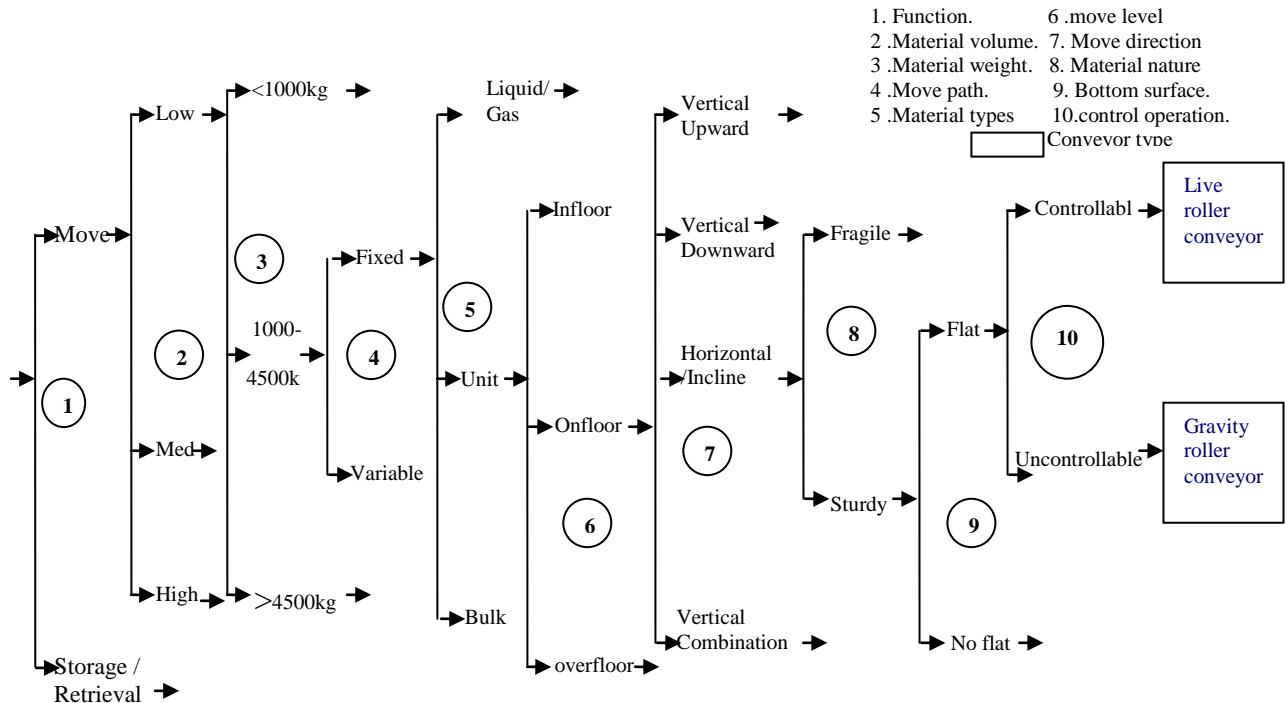 1. Function. 6 .move level
2 .Material volume. 7. Move direction
3 .Material weight. 8. Material nature
4 .Move path. 9. Bottom surface.
5 .Material types 10.control operation.
Conveyor type
<1000kg
Liquid/
Gas
Low
Vertical
Upward
Live
roller
conveyor
Infloor
Controllabl
Move
Vertical
Downward
Fragile
3
Fixed
5
1000-
4500k
2
4
8
Flat
10
Horizontal
/Incline
Unit
1
Gravity
roller
conveyor
Onfloor
Med
7
Uncontrollable
Variable
Sturdy
6
9
High
>4500kg
Bulk
Vertical
Combination
No flat
Storage /
Retrieval
overfloor